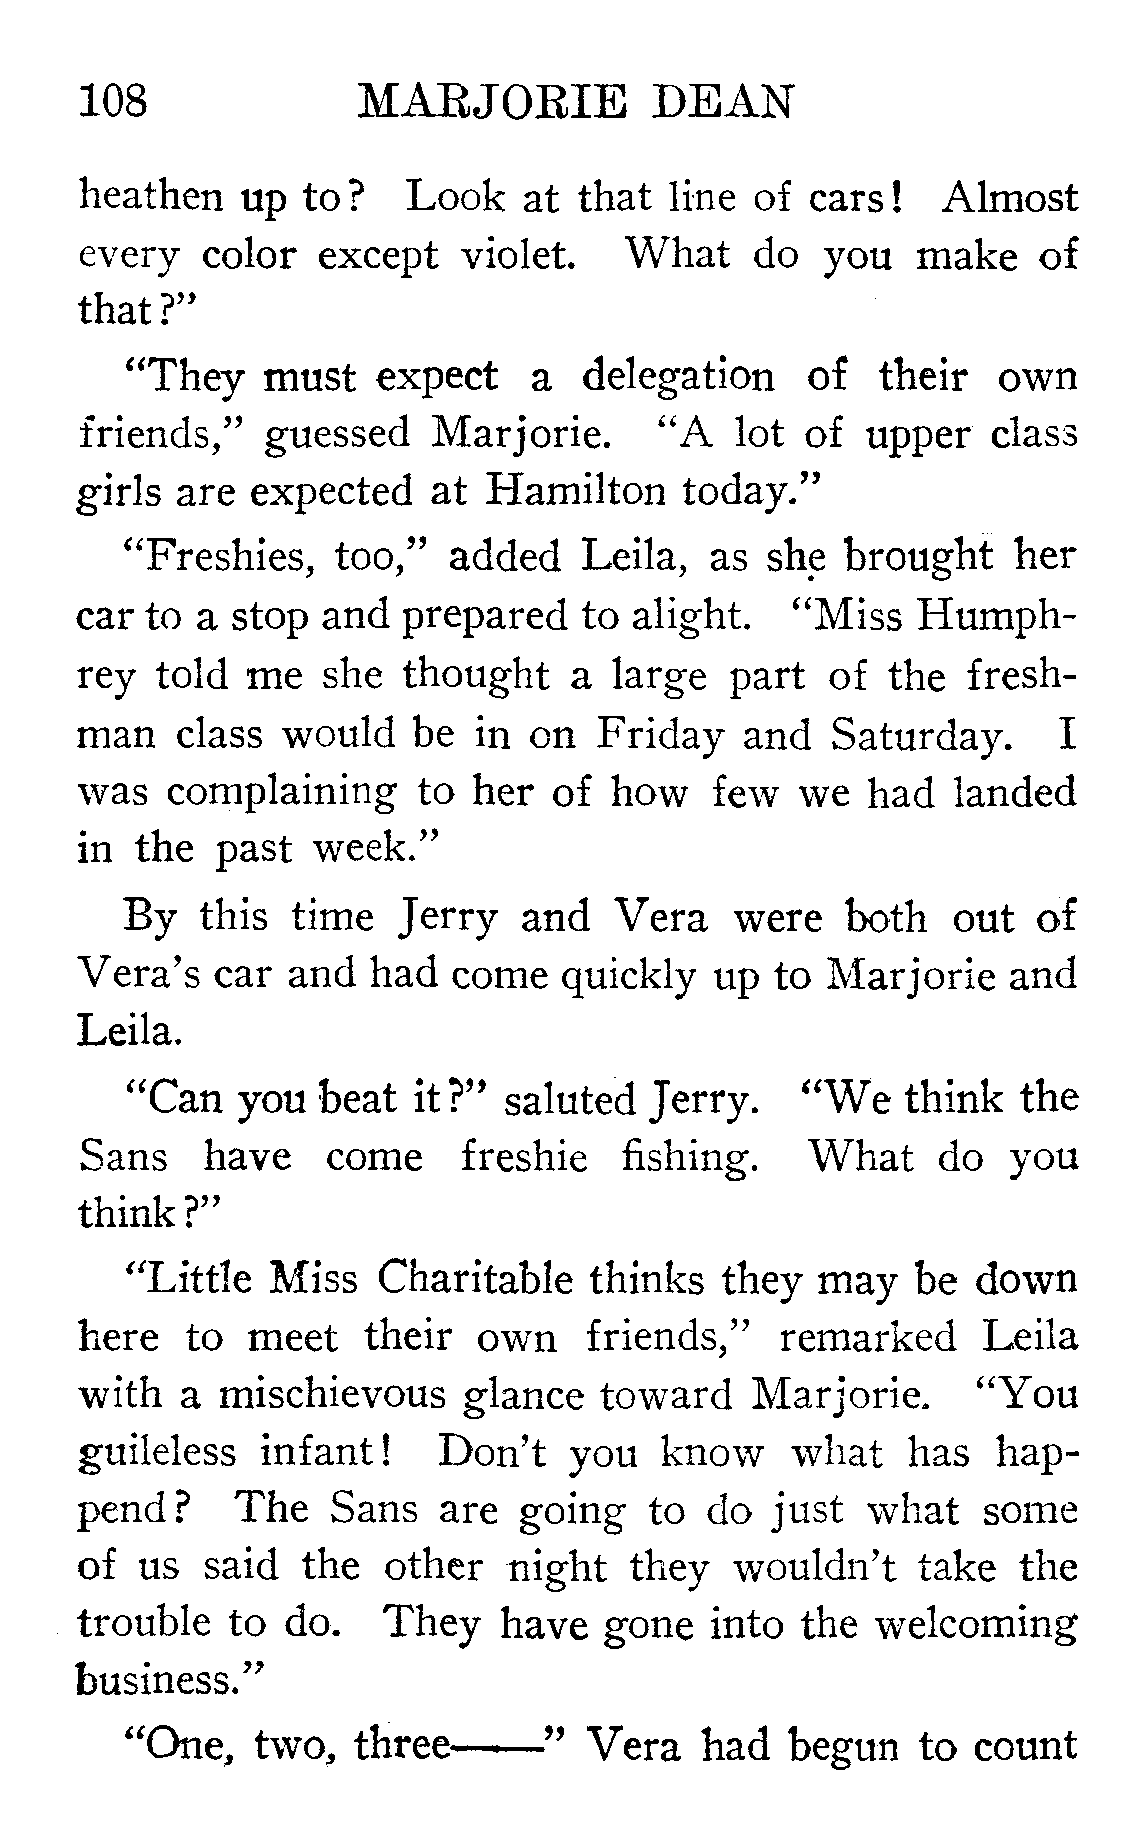 108 MARJORIE DEAN
heathen up to? Look at that line of cars! Almost
every color except violet. What do you make of
that?”
“They must expect a delegation of their own
friends,” guessed Marjorie. “A lot of upper class
girls are expected at Hamilton today.”
“Freshies, too,” added Leila, as she brought her
car to a stop and prepared to alight. “Miss Humph-
rey told me she thought a large part of the fresh-
man class would be in on Friday and Saturday. I
was complaining to her of how few we had landed
in the past week.”
By this time Jerry and Vera were both out of
Vera’s car and had come quickly up to Marjorie and
Leila.
“Can you beat it?” saluted Jerry. “We think the
Sans have come freshie fishing. What do you
think?”
“Little Miss Charitable thinks they may be down
here to meet their own friends,” remarked Leila
with a mischievous glance toward Marjorie. “You
guileless infant! Don’t you know what has hap-
pend? The Sans are going to do just what some
of us said the other night they wouldn’t take the
trouble to do. They have gone into the welcoming
business.”
“One, two, three——” Vera had begun to count